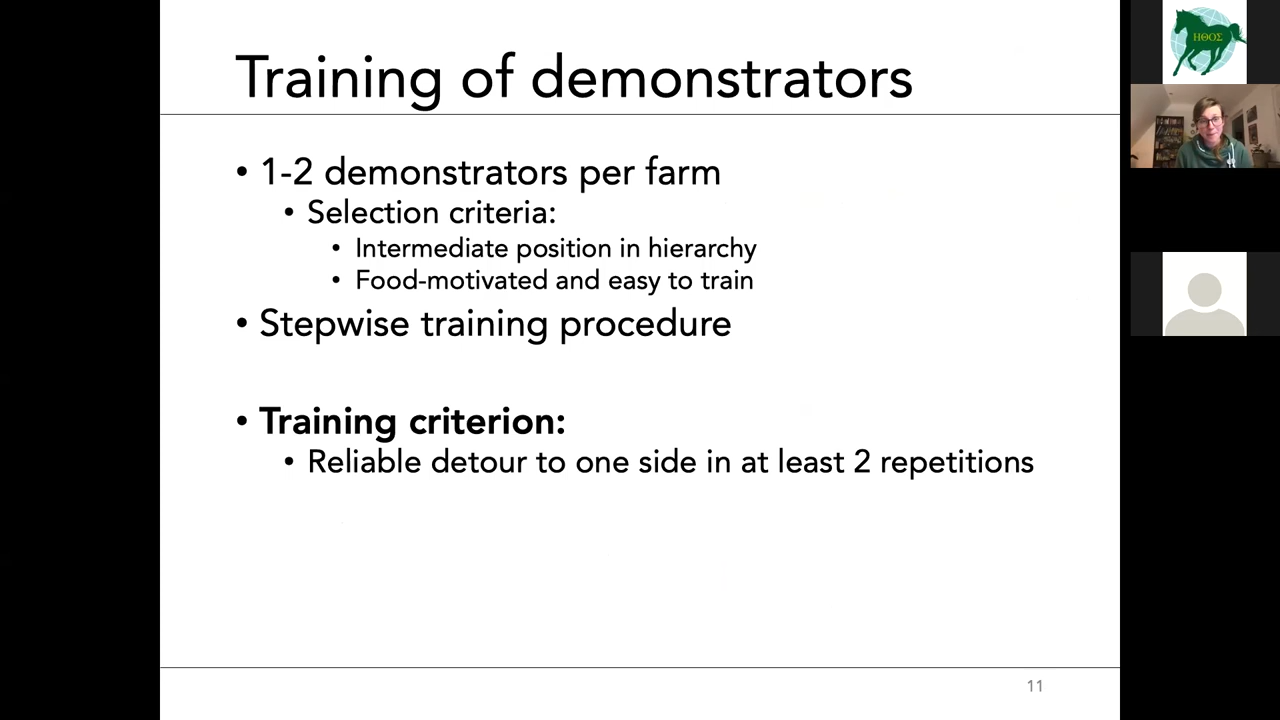 Training of demonstrators
• 1-2 demonstrators per farm
• Selection criteria:
• Intermediate position in hierarchy
• Food-motivated and easy to train
• Stepwise training procedure
• Training criterion:
• Reliable detour to one side in at least 2 repetitions
11
ΗΘΟΣ